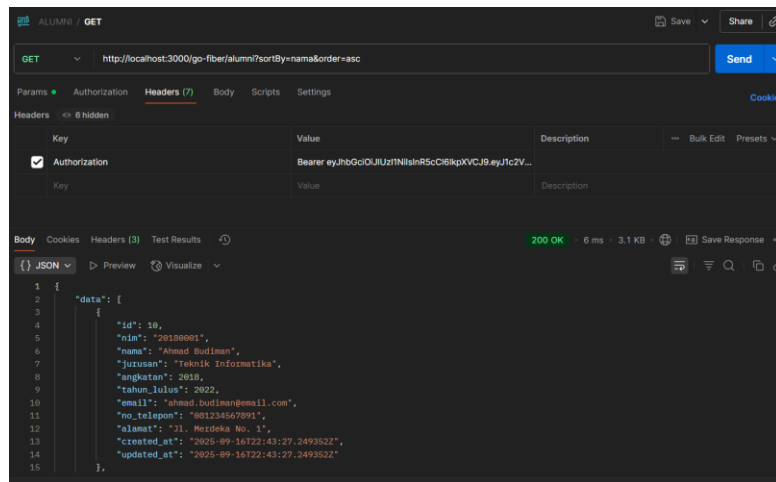 ALUMNI / GET
Save
Share
GET
http://localhost:3000/go-fiber/alumni?sortBy=nama&order=asc
Send
Params
Authorization
Headers (7)
Body
Scripts
Settings
Cookie
Headers
6 hidden
Key Value Description ... Bulk Edit Presets
Authorization Bearer eyJhbGciOiJIUzI1NiIsInR5cCI6IkpXVCJ9.eyJ1c2V...
Key Value Description
Body Cookies Headers (3) Test Results
200 OK • 6 ms • 3.1 KB
Save Response
{} JSON
Preview
Visualize
1 {
2 "data": [
3 {
4 "id": 10,
5 "nim": "20180001",
6 "nama": "Ahmad Budiman",
7 "jurusan": "Teknik Informatika",
8 "angkatan": 2018,
9 "tahun_lulus": 2022,
10 "email": "ahmad.budiman@email.com",
11 "no_telepon": "081234567891",
12 "alamat": "Jl. Merdeka No. 1",
13 "created_at": "2025-09-16T22:43:27.249352Z",
14 "updated_at": "2025-09-16T22:43:27.249352Z"
15 },